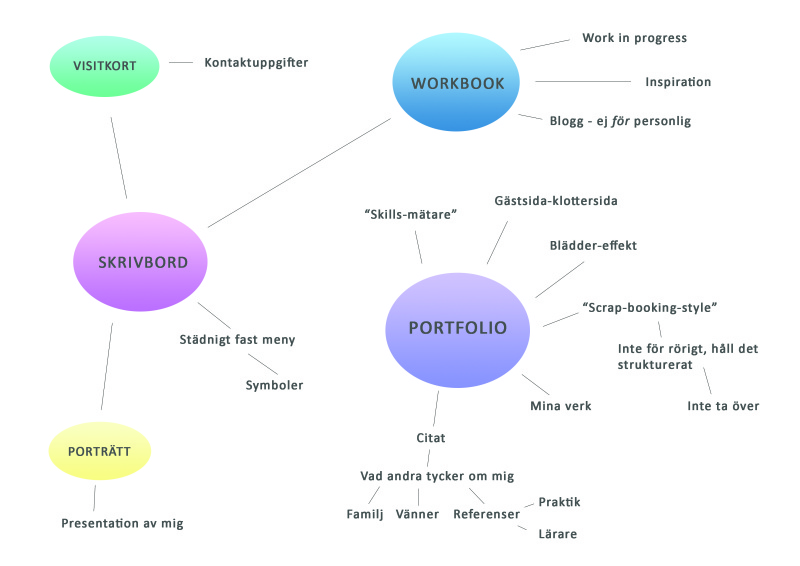 VISITKORT
Kontaktuppgifter
WORKBOOK
Work in progress
Inspiration
Blogg - ej för personlig
SKRIVBORD
Städnigt fast meny
Symboler
PORTRÄTT
Presentation av mig
PORTFOLIO
“Skills-mätare”
Gästsida-klottersida
Blädder-effekt
“Scrap-booking-style”
Inte för rörigt, håll det
strukturerat
Inte ta över
Mina verk
Citat
Vad andra tycker om mig
Familj
Vänner
Referenser
Praktik
Lärare